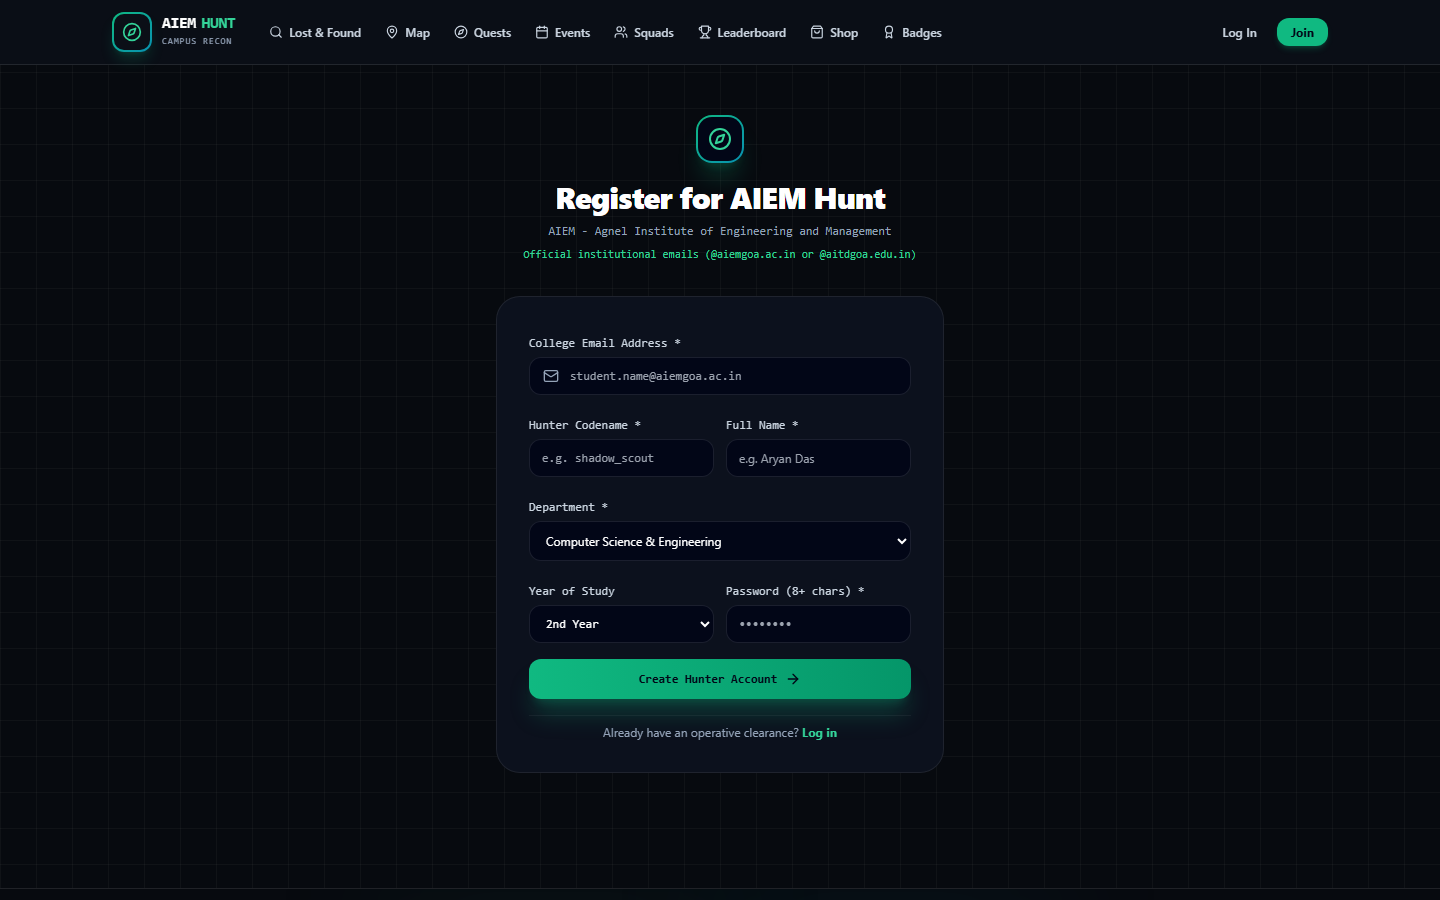 AIEM HUNT
CAMPUS RECON
Lost & Found
Map
Quests
Events
Squads
Leaderboard
Shop
Badges
Log In
Join
Register for AIEM Hunt
AIEM - Agnel Institute of Engineering and Management
Official institutional emails (@aiemgoa.ac.in or @aitdgoa.edu.in)
College Email Address *
student.name@aiemgoa.ac.in
Hunter Codename *
Full Name *
e.g. shadow_scout
e.g. Aryan Das
Department *
Computer Science & Engineering
Year of Study
Password (8+ chars) *
2nd Year
••••••••
Create Hunter Account →
Already have an operative clearance? Log in